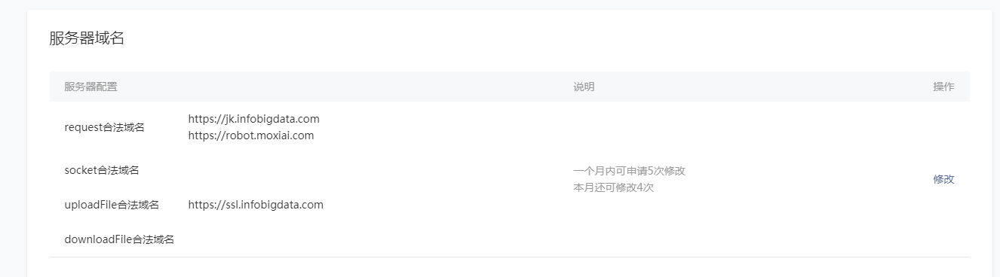 服务器域名
服务器配置 说明 操作
request合法域名 https://jk.infobigdata.com
https://robot.moxiai.com
socket合法域名
一个月内可申请5次修改
本月还可修改4次
修改
uploadFile合法域名 https://ssl.infobigdata.com
downloadFile合法域名